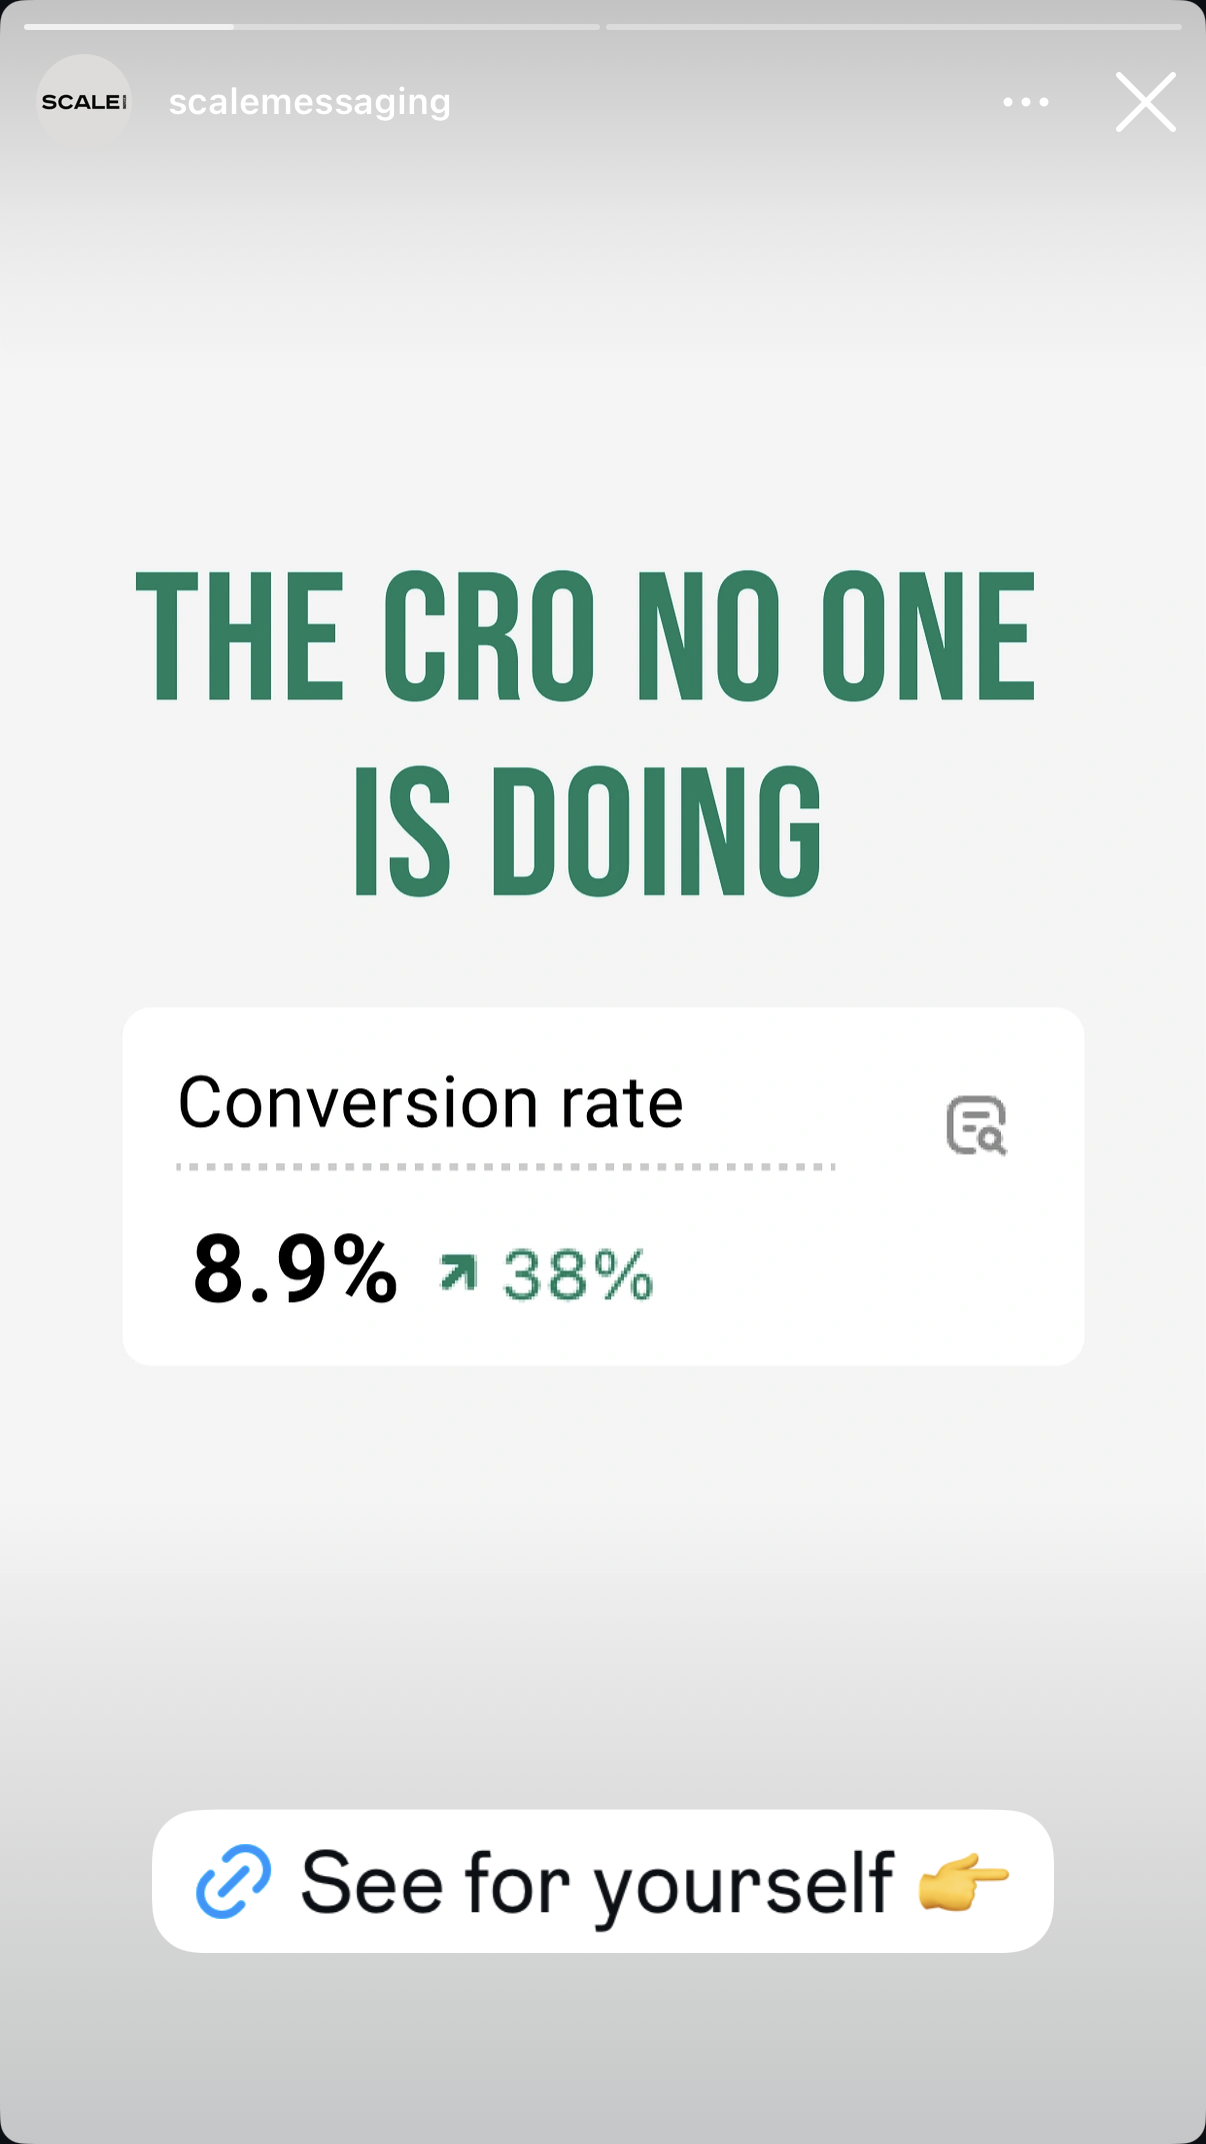 SCALE
scalemessaging
THE CRO NO ONE
IS DOING
Conversion rate
8.9% 38%
See for yourself